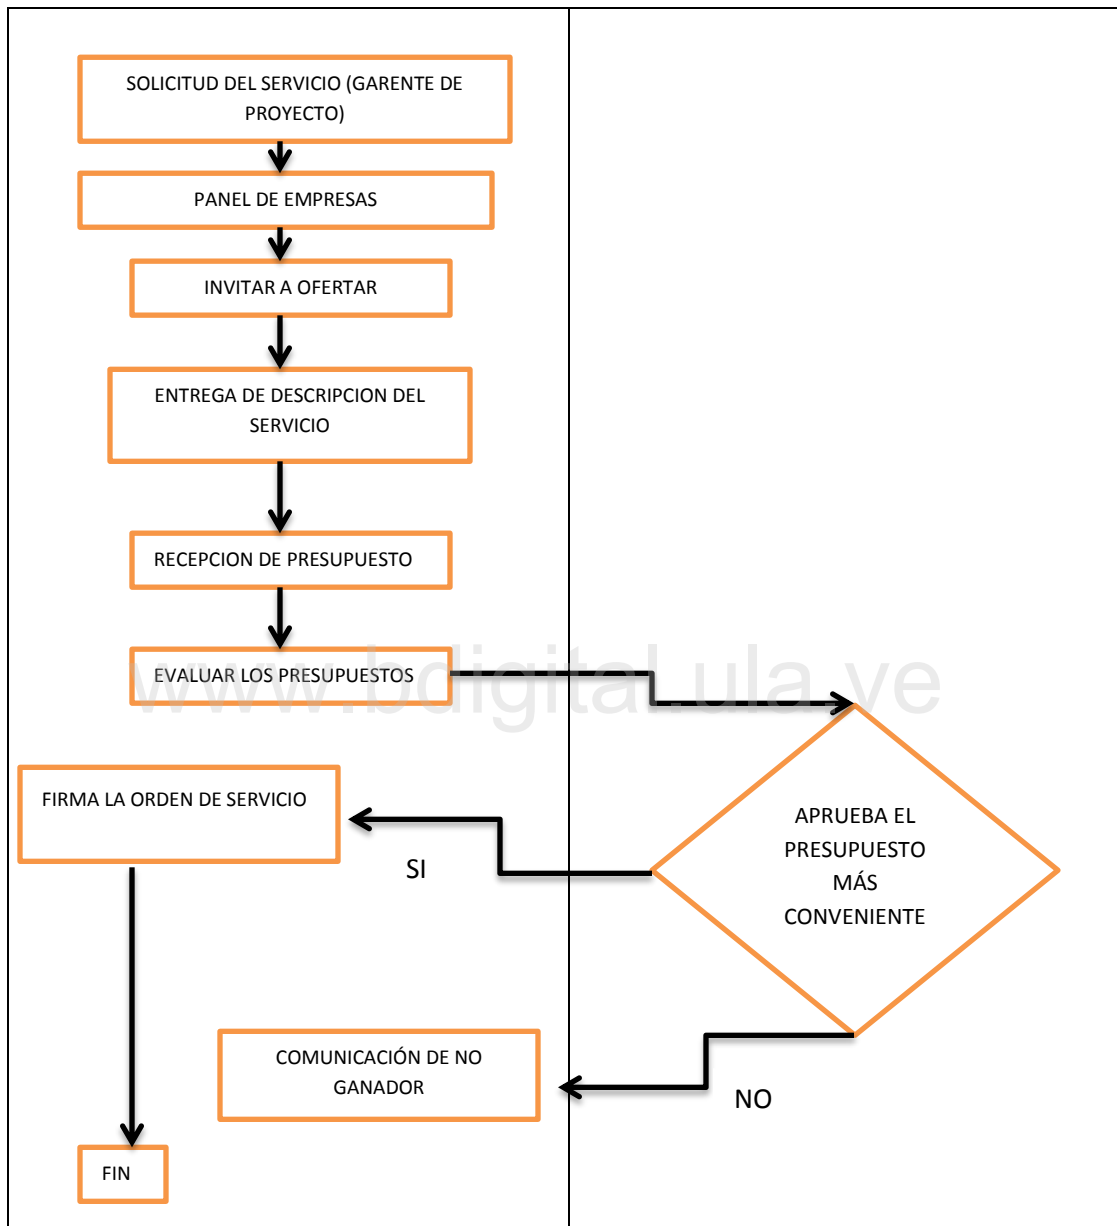 SOLICITUD DEL SERVICIO (GARENTE DE
PROYECTO)
PANEL DE EMPRESAS
INVITAR A OFERTAR
ENTREGA DE DESCRIPCION DEL
SERVICIO
RECEPCION DE PRESUPUESTO
EVALUAR LOS PRESUPUESTOS
www.bdigital.ula.ve
FIRMA LA ORDEN DE SERVICIO
SI
APRUEBA EL
PRESUPUESTO
MÁS
CONVENIENTE
COMUNICACIÓN DE NO
GANADOR
NO
FIN